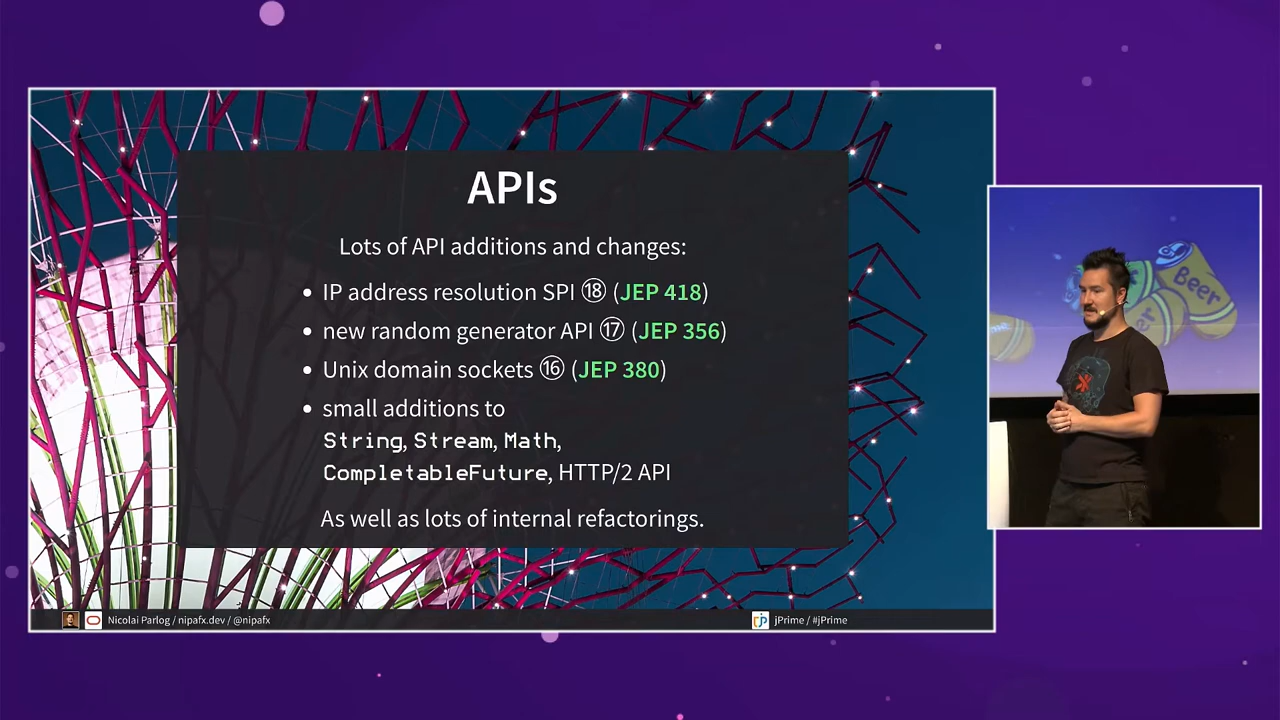 APIs
Lots of API additions and changes:
• IP address resolution SPI ⑱ (JEP 418)
• new random generator API ⑰ (JEP 356)
• Unix domain sockets ⑯ (JEP 380)
• small additions to
String, Stream, Math,
CompletableFuture, HTTP/2 API
As well as lots of internal refactorings.
Nicolai Parlog / nipafx.dev / @nipafx
jPrime / #jPrime
Beer